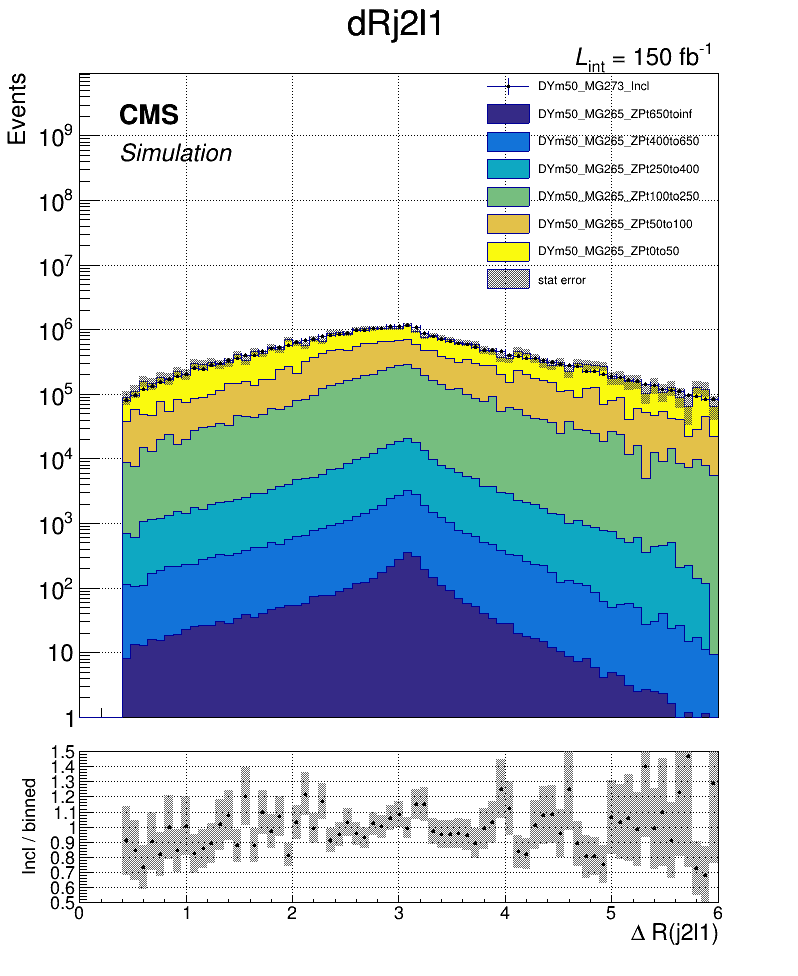 dRj2l1
L_int = 150 fb^-1
Events
CMS
Simulation
DYm50_MG273_Incl
DYm50_MG265_ZPt650toinf
DYm50_MG265_ZPt400to650
DYm50_MG265_ZPt250to400
DYm50_MG265_ZPt100to250
DYm50_MG265_ZPt50to100
DYm50_MG265_ZPt0to50
stat error
10^9
10^8
10^7
10^6
10^5
10^4
10^3
10^2
10
1
Incl / binned
1.5
1.4
1.3
1.2
1.1
1
0.9
0.8
0.7
0.6
0.5
0 1 2 3 4 5 6
Δ R(j2l1)